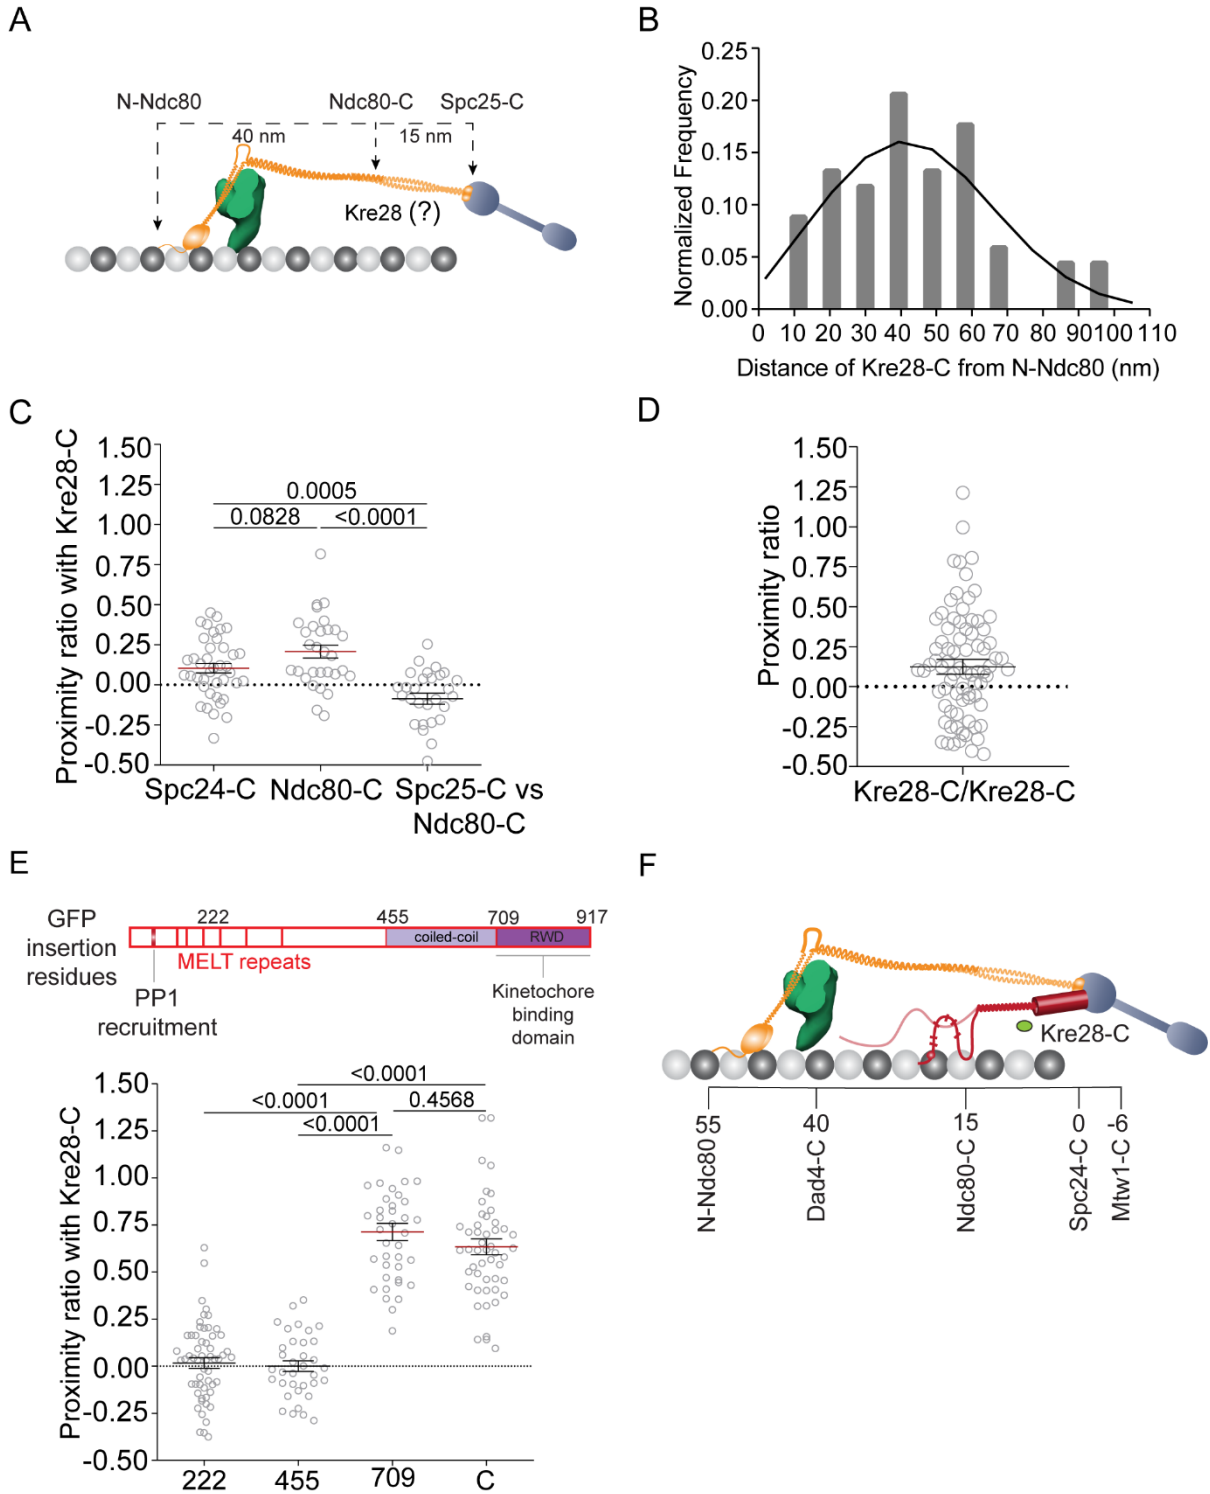 A
N-Ndc80
Ndc80-C
Spc25-C
40 nm
15 nm
Kre28 (?)
B
Normalized Frequency
0.25
0.20
0.15
0.10
0.05
0.00
0 10 20 30 40 50 60 70 80 90100 110
Distance of Kre28-C from N-Ndc80 (nm)
C
Proximity ratio with Kre28-C
1.50
1.25
1.00
0.75
0.50
0.25
0.00
-0.25
-0.50
0.0005
0.0828
<0.0001
Spc24-C
Ndc80-C
Spc25-C vs
Ndc80-C
D
Proximity ratio
1.50
1.25
1.00
0.75
0.50
0.25
0.00
-0.25
-0.50
Kre28-C/Kre28-C
E
GFP
insertion
residues
222
455
709
917
coiled-coil
RWD
MELT repeats
PP1
recruitment
Kinetochore
binding
domain
Proximity ratio with Kre28-C
1.50
1.25
1.00
0.75
0.50
0.25
0.00
-0.25
-0.50
<0.0001
<0.0001
0.4568
<0.0001
222
455
709
C
F
Kre28-C
55
40
15
0
-6
N-Ndc80
Dad4-C
Ndc80-C
Spc24-C
Mtw1-C